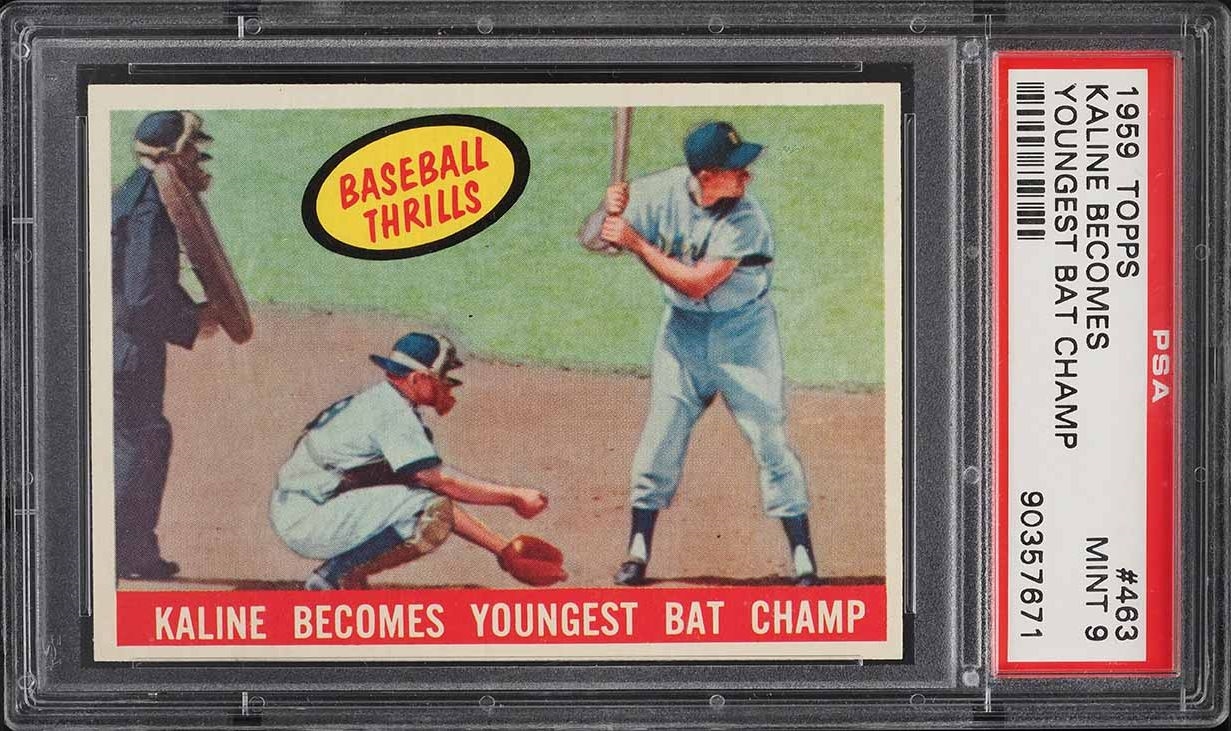 BASEBALL
THRILLS
KALINE BECOMES YOUNGEST BAT CHAMP
1959 TOPPS #463
KALINE BECOMES MINT 9
YOUNGEST BAT CHAMP
90357671
PSA